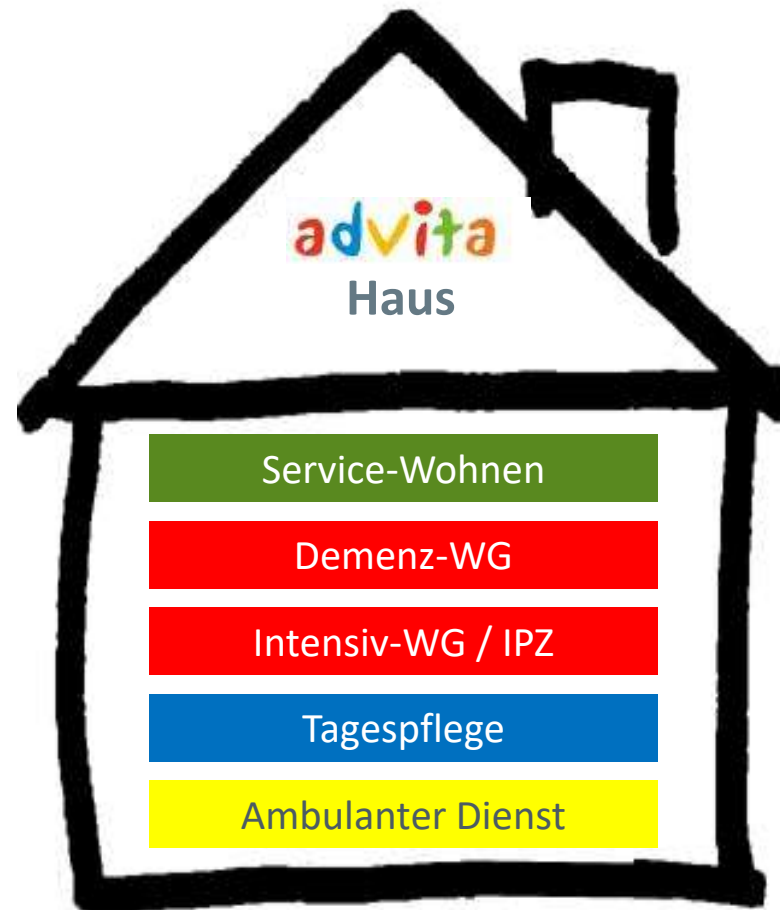 advita
Haus
Service-Wohnen
Demenz-WG
Intensiv-WG / IPZ
Tagespflege
Ambulanter Dienst